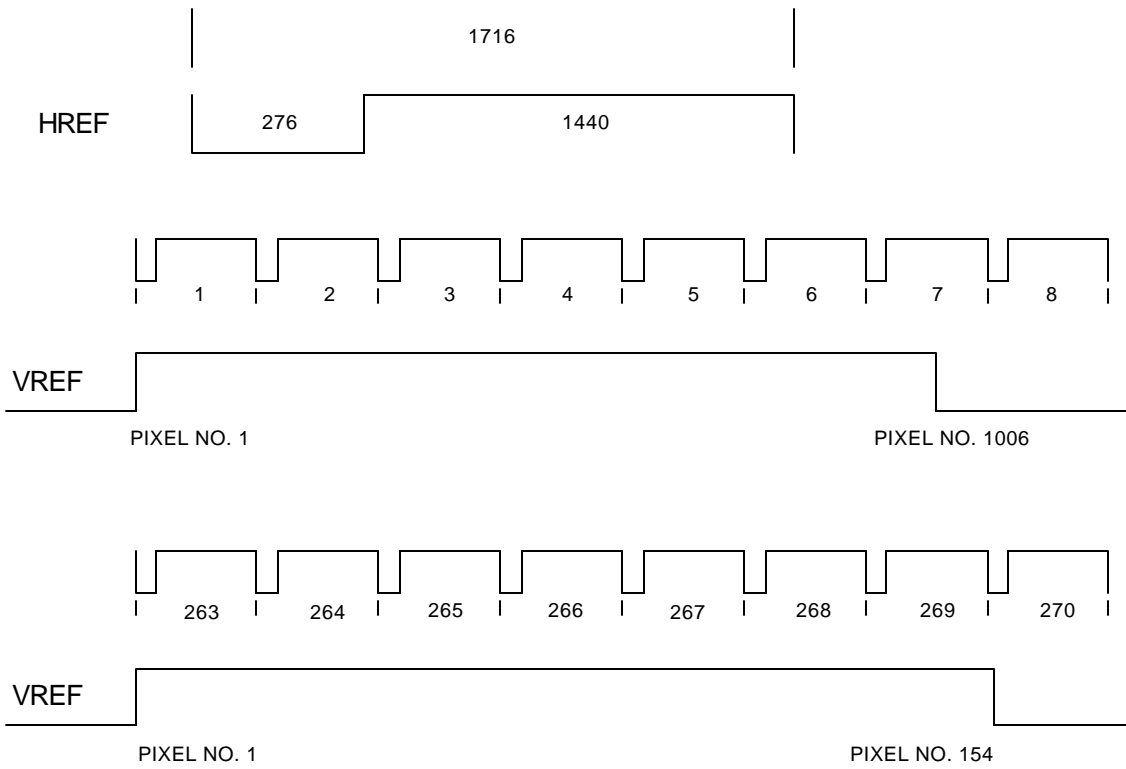 1716
HREF 276 1440
1 2 3 4 5 6 7 8
VREF
PIXEL NO. 1 PIXEL NO. 1006
263 264 265 266 267 268 269 270
VREF
PIXEL NO. 1 PIXEL NO. 154